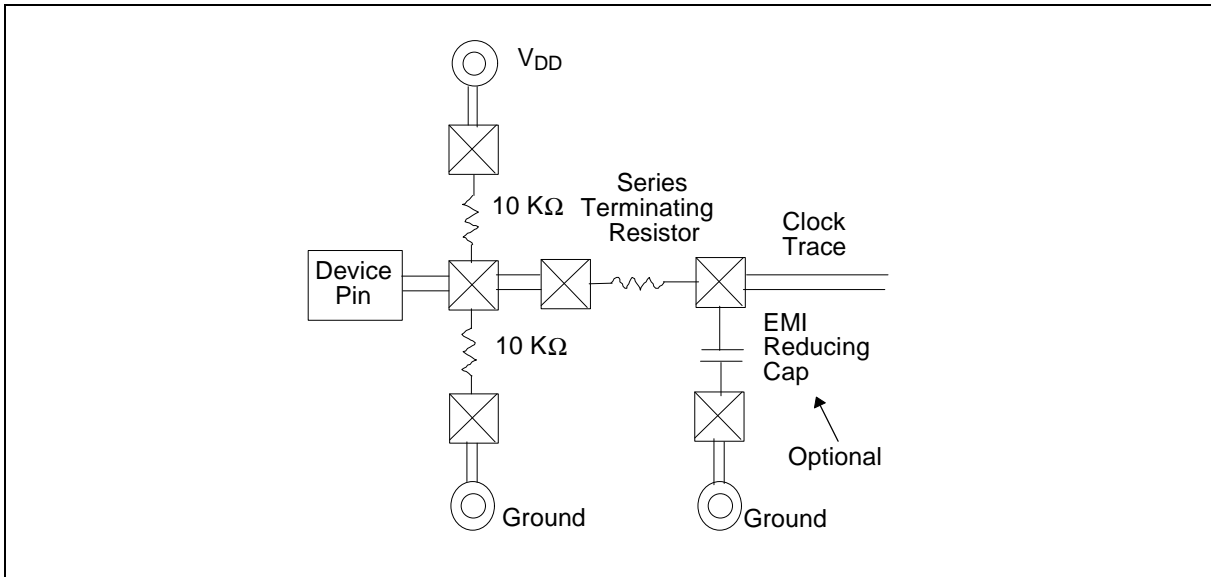 VDD
10 KΩ
Series
Terminating
Resistor
Clock
Trace
Device
Pin
10 KΩ
EMI
Reducing
Cap
Optional
Ground
Ground